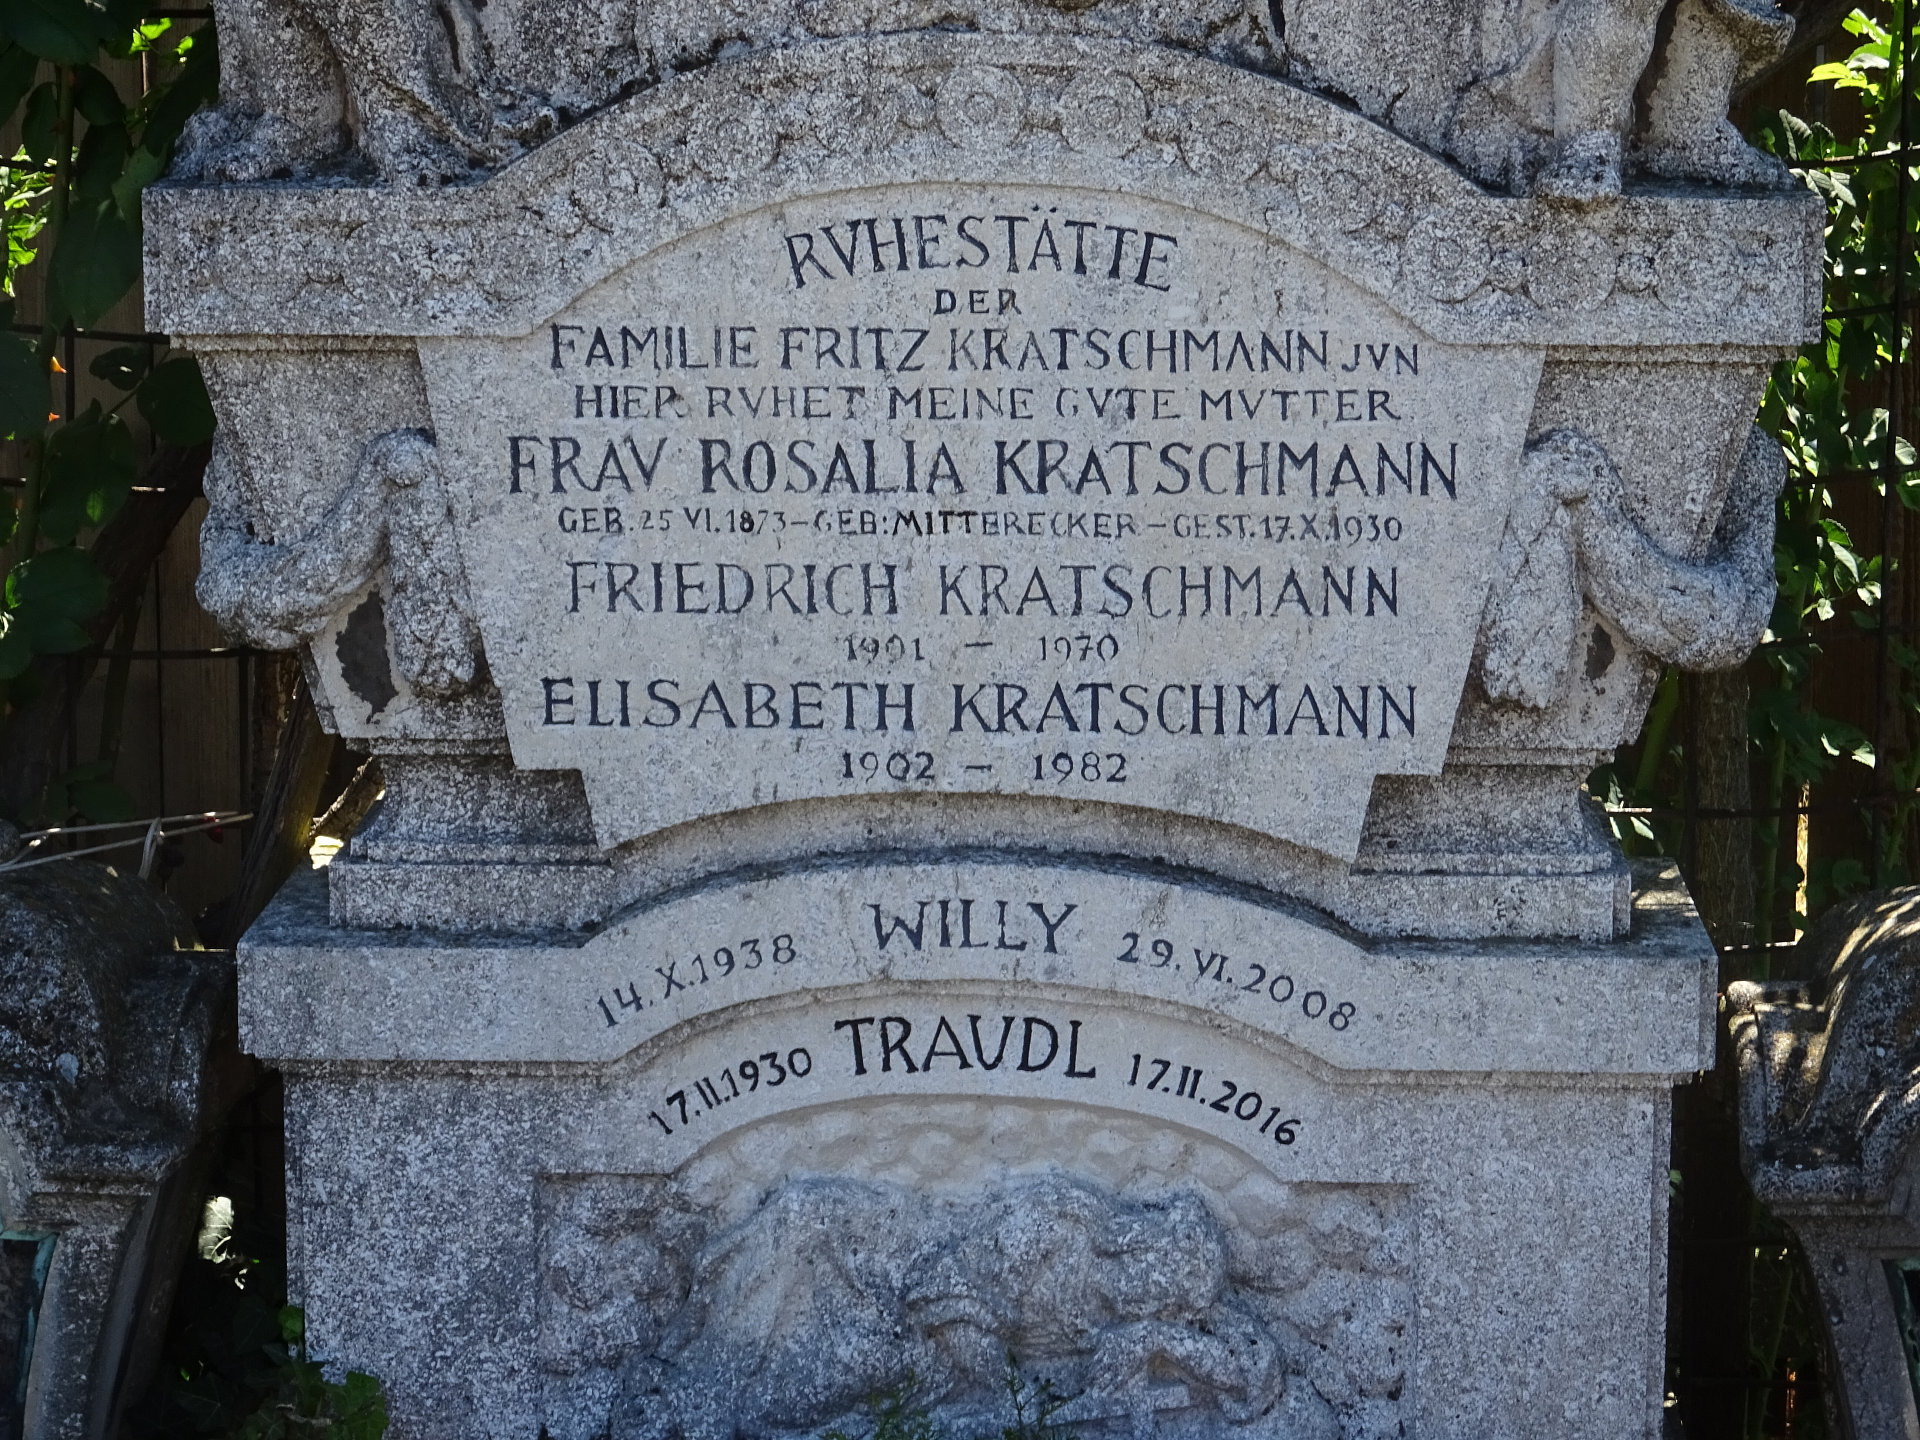 RVHESTÄTTE
DER
FAMILIE FRITZ KRATSCHMANN JVN
HIER RVHET MEINE GVTE MVTTER
FRAV ROSALIA KRATSCHMANN
GEB. 25 VI. 1873 – GEB: MITTERECKER – GEST. 17. X. 1930
FRIEDRICH KRATSCHMANN
1901 – 1970
ELISABETH KRATSCHMANN
1902 – 1982
14. X. 1938 WILLY 29. VI. 2008
17. II. 1930 TRAUDL 17. II. 2016